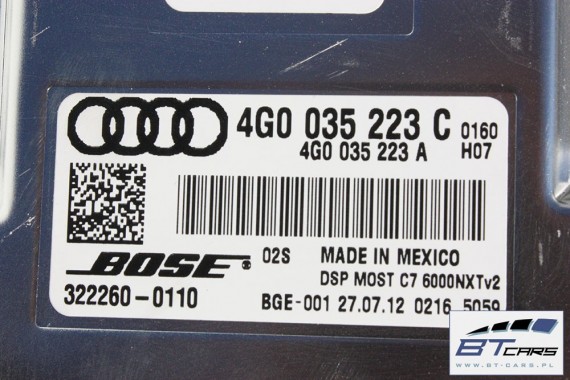 4G0 035 223 C 0160
4G0 035 223 A H07
BOSE
02S MADE IN MEXICO
DSP MOST C7 6000NXTv2
322260-0110
BGE-001 27.07.12 0216 5059
BT CARS
WWW.BT-CARS.PL